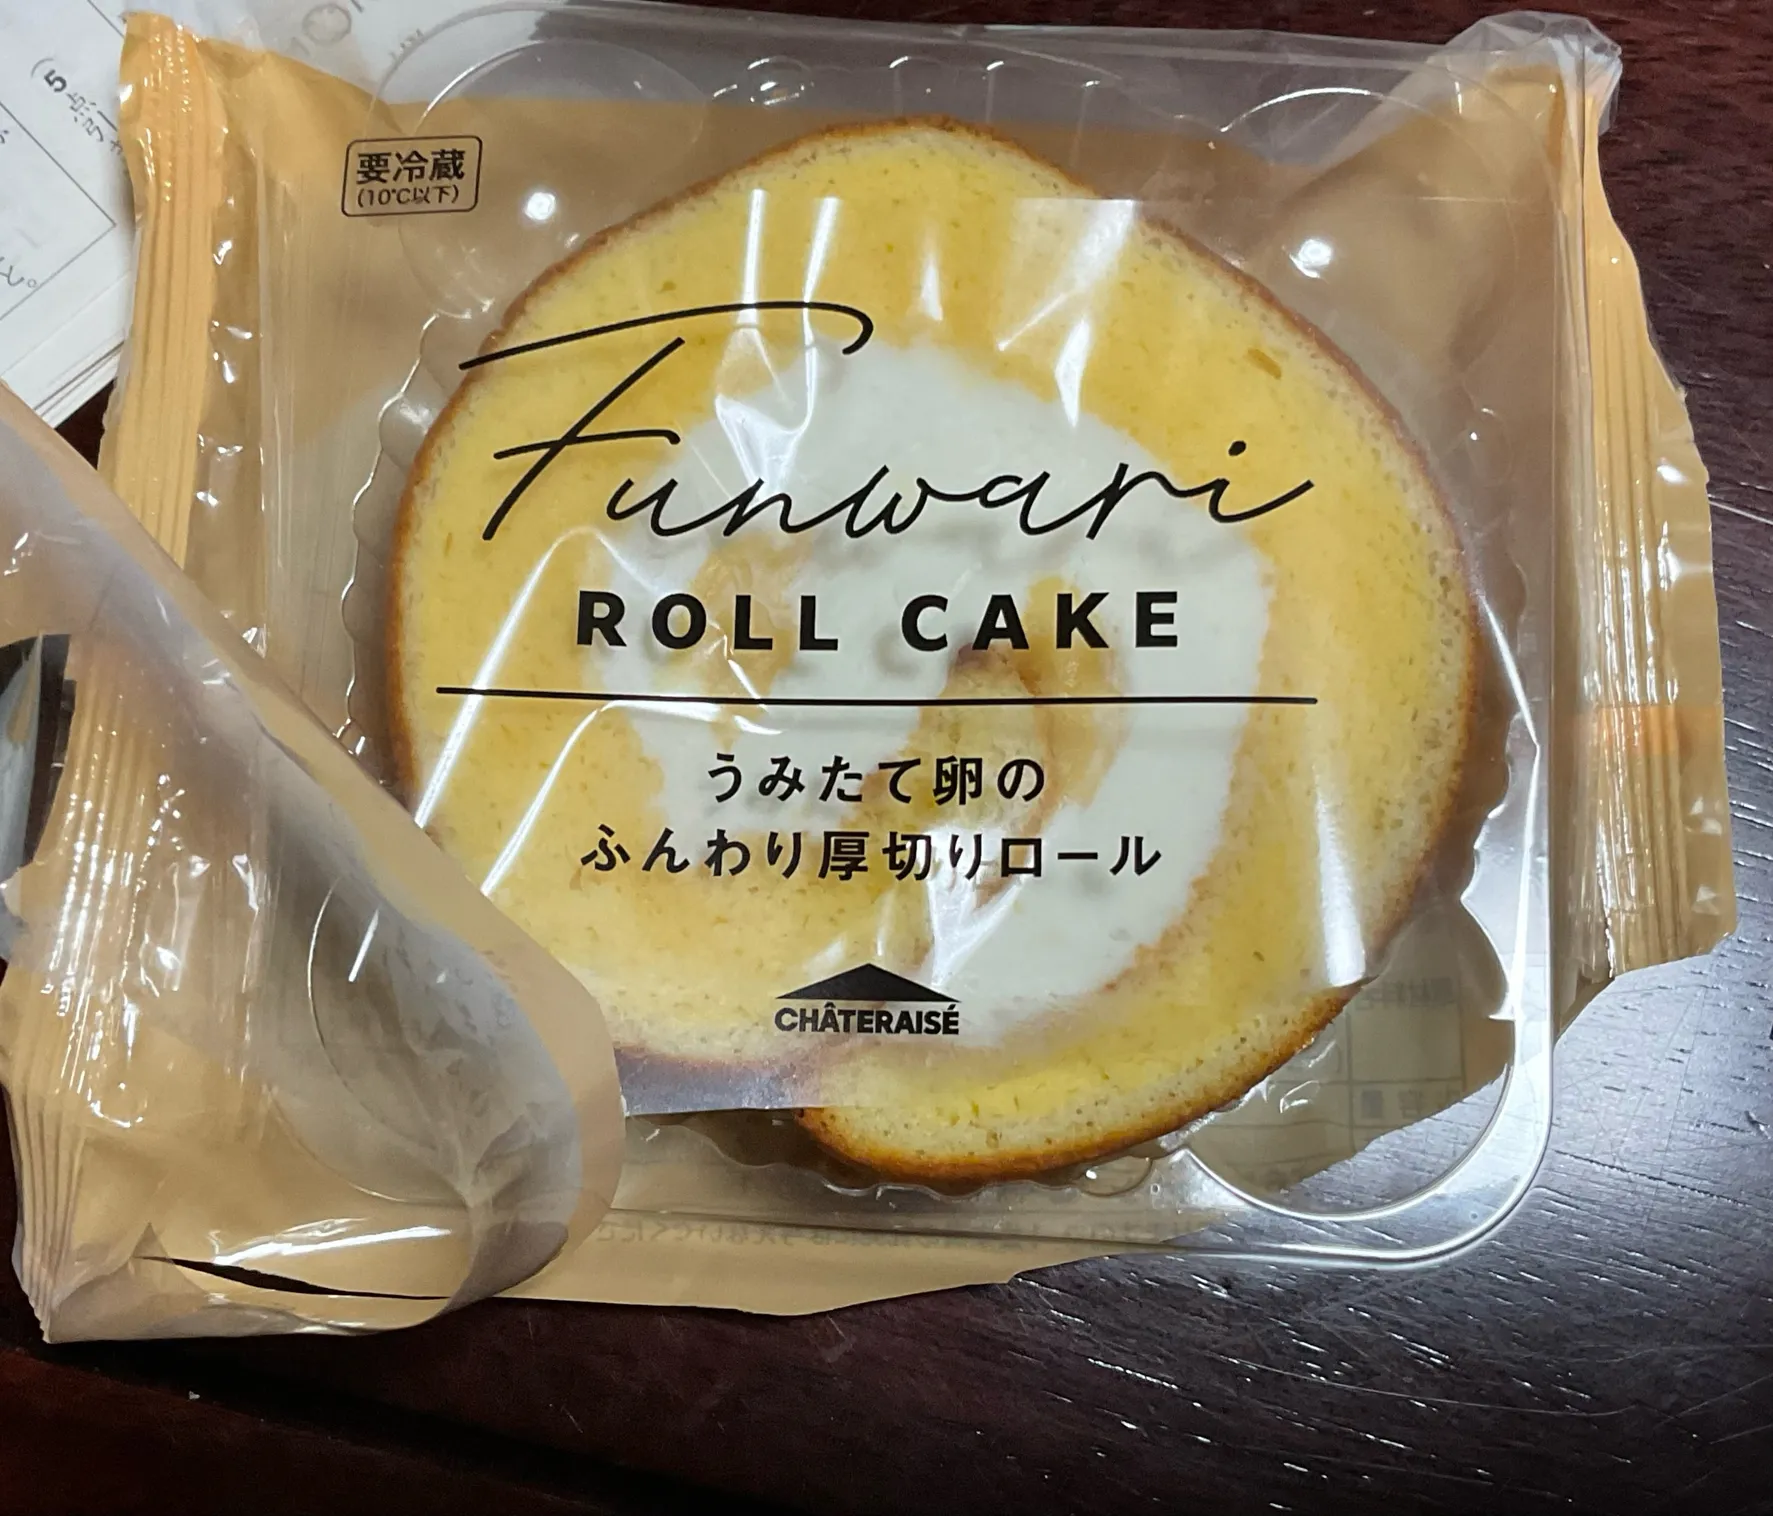 要冷蔵
(10℃以下)
Funwari
ROLL CAKE
うみたて卵の
ふんわり厚切りロール
CHÂTERAISÉ